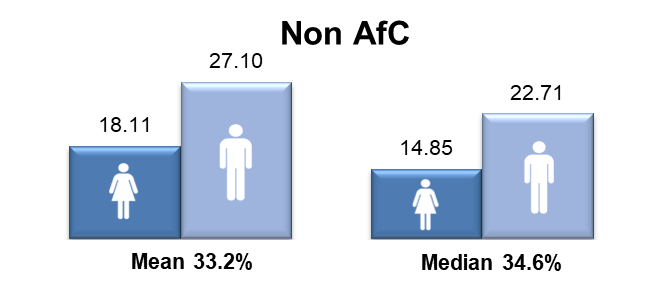 Non AfC
27.10
18.11
22.71
14.85
Mean 33.2%
Median 34.6%